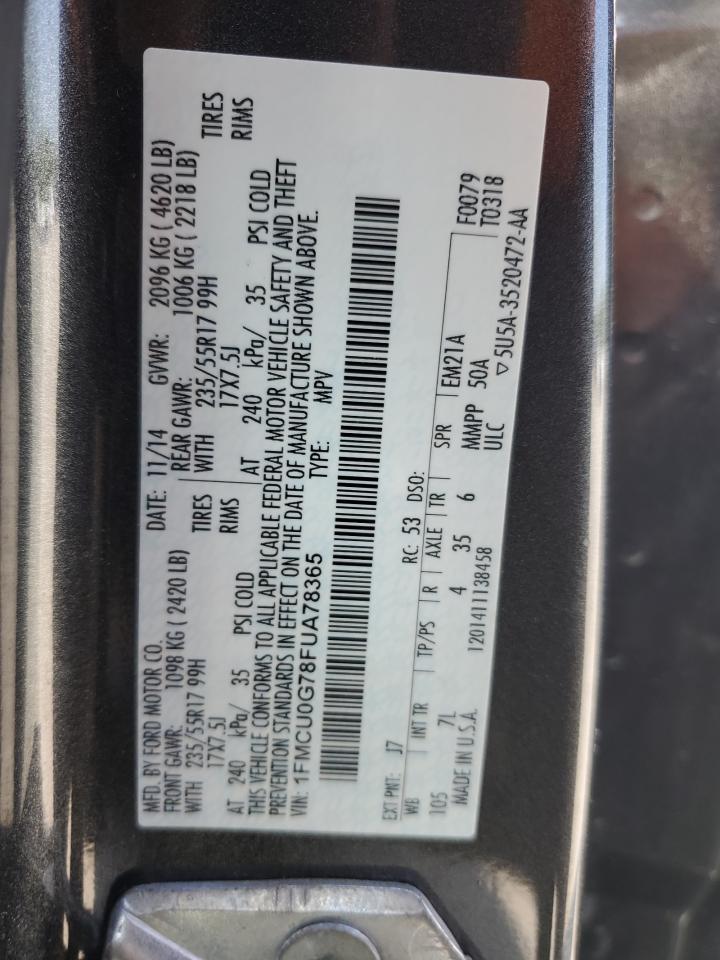 MFD. BY FORD MOTOR CO.
DATE: 11/14 GVWR: 2096 KG ( 4620 LB)
FRONT GAWR: 1098 KG ( 2420 LB) REAR GAWR: 1006 KG ( 2218 LB)
WITH 235/55R17 99H TIRES WITH 235/55R17 99H TIRES
17X7.5J RIMS 17X7.5J RIMS
AT 240 kPa/ 35 PSI COLD AT 240 kPa/ 35 PSI COLD
THIS VEHICLE CONFORMS TO ALL APPLICABLE FEDERAL MOTOR VEHICLE SAFETY AND THEFT
PREVENTION STANDARDS IN EFFECT ON THE DATE OF MANUFACTURE SHOWN ABOVE.
VIN: 1FMCU0G78FUA78365 TYPE: MPV
EXT PNT: J7 RC: 53 DSO: F0079
WB INT TR TP/PS R AXLE TR SPR EM21A T0318
105 7L 4 35 6 MMPP 50A
MADE IN U.S.A. 1201411138458 ULC ▽5U5A-3520472-AA